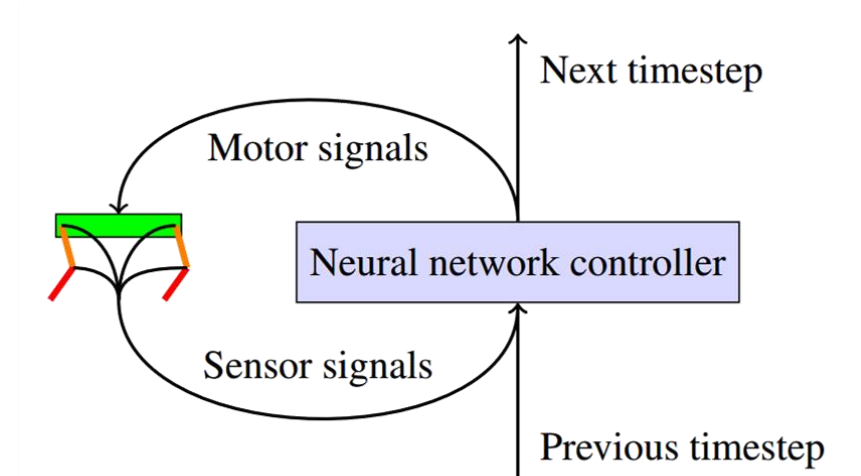 Next timestep
Motor signals
Neural network controller
Sensor signals
Previous timestep